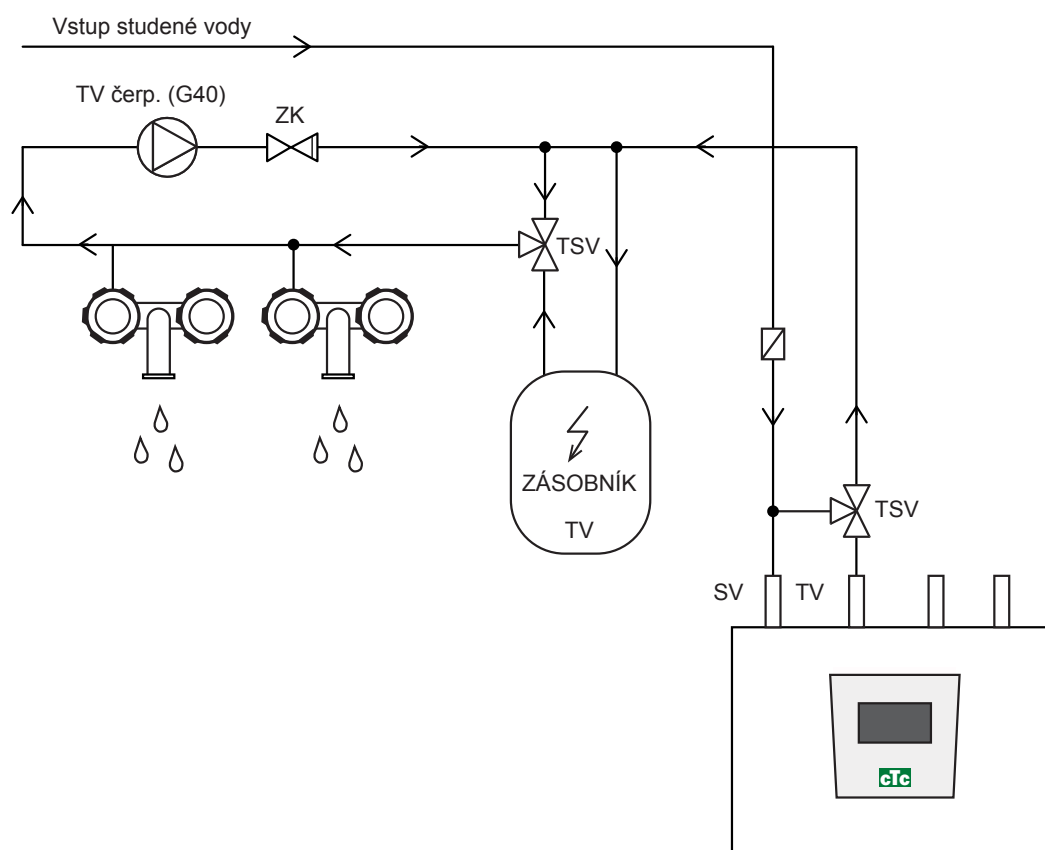 Vstup studené vody
TV čerp. (G40)
ZK
TSV
ZÁSOBNÍK
TV
TSV
SV
TV
cTc